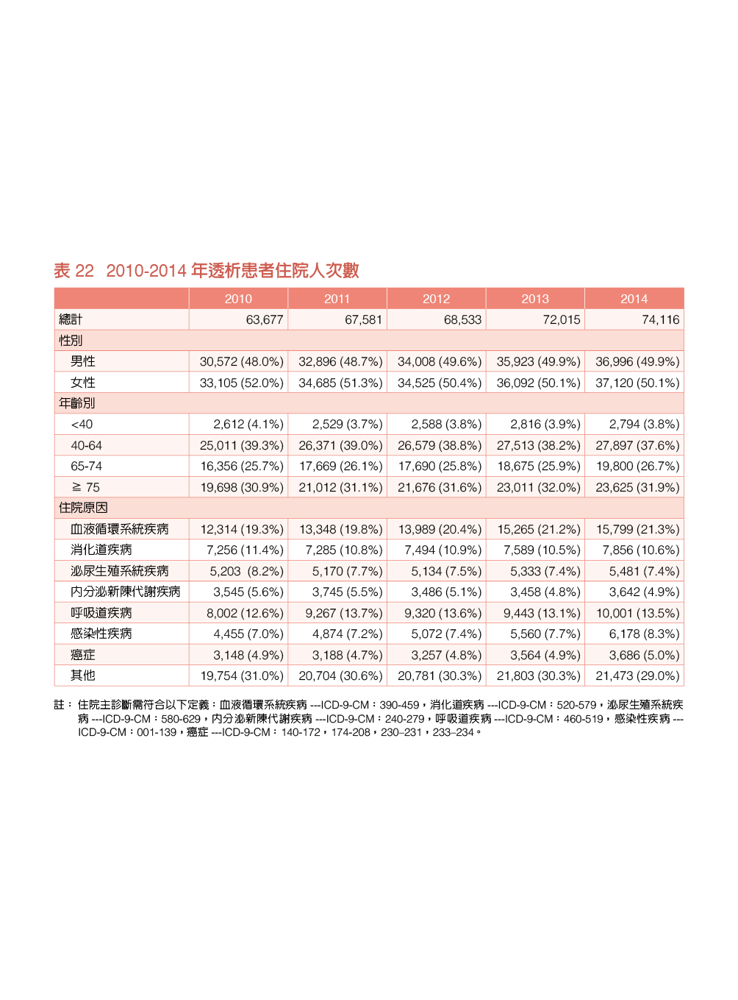 表 22 2010-2014 年透析患者住院人次數
2010 2011 2012 2013 2014
總計 63,677 67,581 68,533 72,015 74,116
性別
男性 30,572 (48.0%) 32,896 (48.7%) 34,008 (49.6%) 35,923 (49.9%) 36,996 (49.9%)
女性 33,105 (52.0%) 34,685 (51.3%) 34,525 (50.4%) 36,092 (50.1%) 37,120 (50.1%)
年齡別
<40 2,612 (4.1%) 2,529 (3.7%) 2,588 (3.8%) 2,816 (3.9%) 2,794 (3.8%)
40-64 25,011 (39.3%) 26,371 (39.0%) 26,579 (38.8%) 27,513 (38.2%) 27,897 (37.6%)
65-74 16,356 (25.7%) 17,669 (26.1%) 17,690 (25.8%) 18,675 (25.9%) 19,800 (26.7%)
≧ 75 19,698 (30.9%) 21,012 (31.1%) 21,676 (31.6%) 23,011 (32.0%) 23,625 (31.9%)
住院原因
血液循環系統疾病 12,314 (19.3%) 13,348 (19.8%) 13,989 (20.4%) 15,265 (21.2%) 15,799 (21.3%)
消化道疾病 7,256 (11.4%) 7,285 (10.8%) 7,494 (10.9%) 7,589 (10.5%) 7,856 (10.6%)
泌尿生殖系統疾病 5,203 (8.2%) 5,170 (7.7%) 5,134 (7.5%) 5,333 (7.4%) 5,481 (7.4%)
內分泌新陳代謝疾病 3,545 (5.6%) 3,745 (5.5%) 3,486 (5.1%) 3,458 (4.8%) 3,642 (4.9%)
呼吸道疾病 8,002 (12.6%) 9,267 (13.7%) 9,320 (13.6%) 9,443 (13.1%) 10,001 (13.5%)
感染性疾病 4,455 (7.0%) 4,874 (7.2%) 5,072 (7.4%) 5,560 (7.7%) 6,178 (8.3%)
癌症 3,148 (4.9%) 3,188 (4.7%) 3,257 (4.8%) 3,564 (4.9%) 3,686 (5.0%)
其他 19,754 (31.0%) 20,704 (30.6%) 20,781 (30.3%) 21,803 (30.3%) 21,473 (29.0%)
註：住院主診斷需符合以下定義：血液循環系統疾病 ---ICD-9-CM：390-459，消化道疾病 ---ICD-9-CM：520-579，泌尿生殖系統疾
病 ---ICD-9-CM：580-629，內分泌新陳代謝疾病 ---ICD-9-CM：240-279，呼吸道疾病 ---ICD-9-CM：460-519，感染性疾病 ---
ICD-9-CM：001-139，癌症 ---ICD-9-CM：140-172，174-208，230–231，233–234。